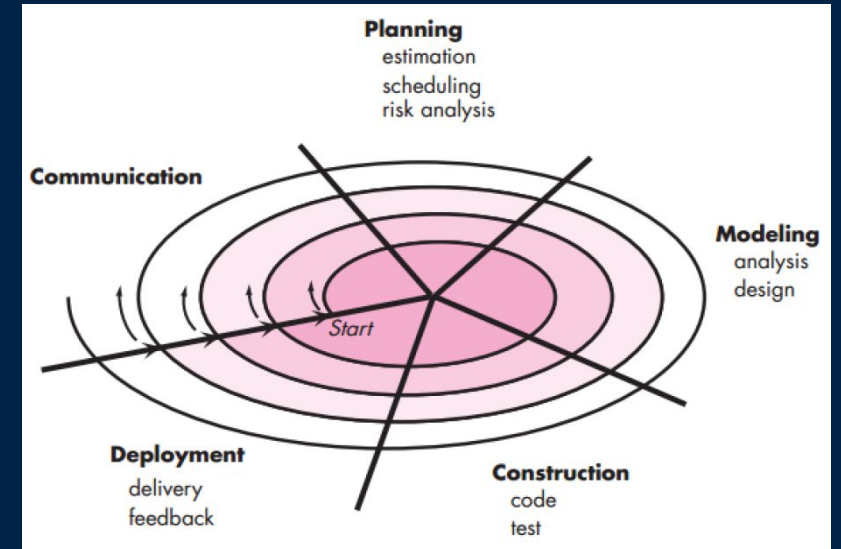 Planning
estimation
scheduling
risk analysis
Communication
Modeling
analysis
design
Start
Deployment
delivery
feedback
Construction
code
test